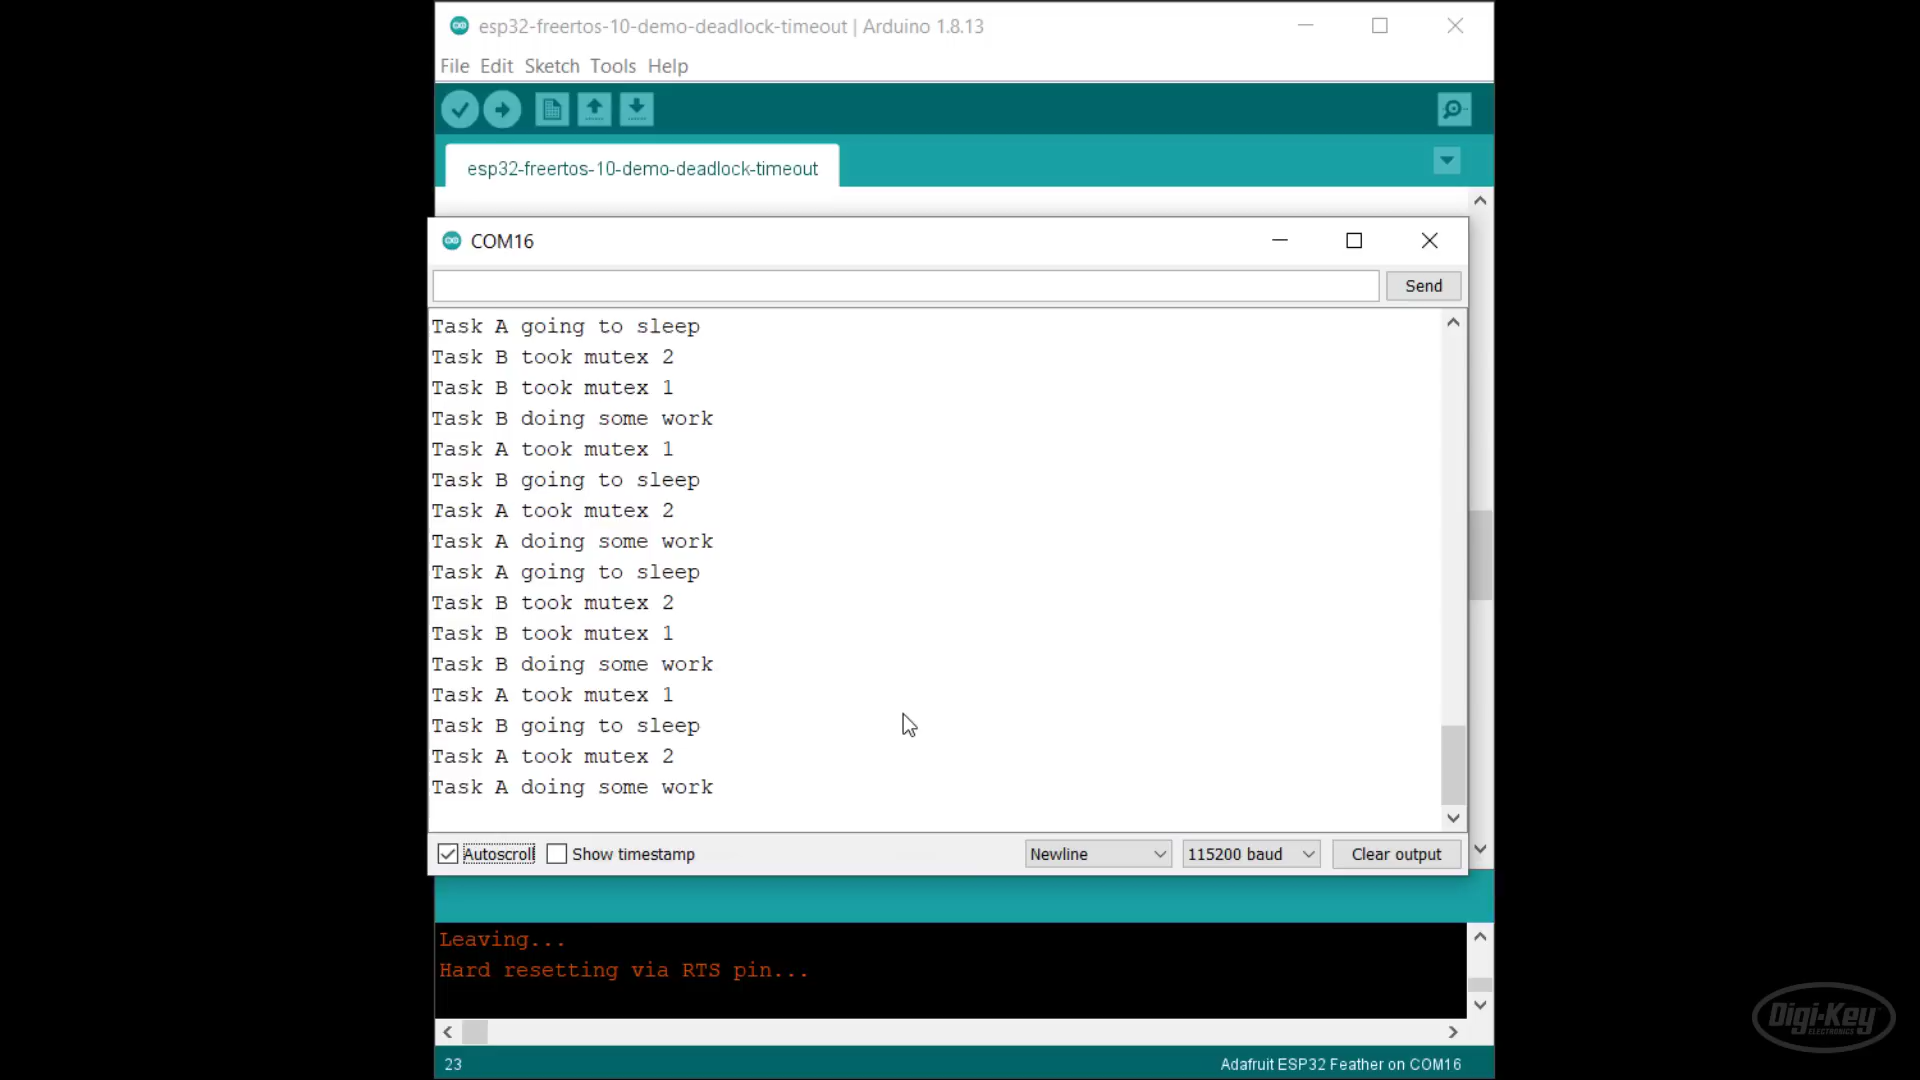 esp32-freertos-10-demo-deadlock-timeout | Arduino 1.8.13
File Edit Sketch Tools Help
esp32-freertos-10-demo-deadlock-timeout
COM16
Send
Task A going to sleep
Task B took mutex 2
Task B took mutex 1
Task B doing some work
Task A took mutex 1
Task B going to sleep
Task A took mutex 2
Task A doing some work
Task A going to sleep
Task B took mutex 2
Task B took mutex 1
Task B doing some work
Task A took mutex 1
Task B going to sleep
Task A took mutex 2
Task A doing some work
Autoscroll Show timestamp Newline 115200 baud Clear output
Leaving...
Hard resetting via RTS pin...
23 Adafruit ESP32 Feather on COM16
Digi-Key
ELECTRONICS